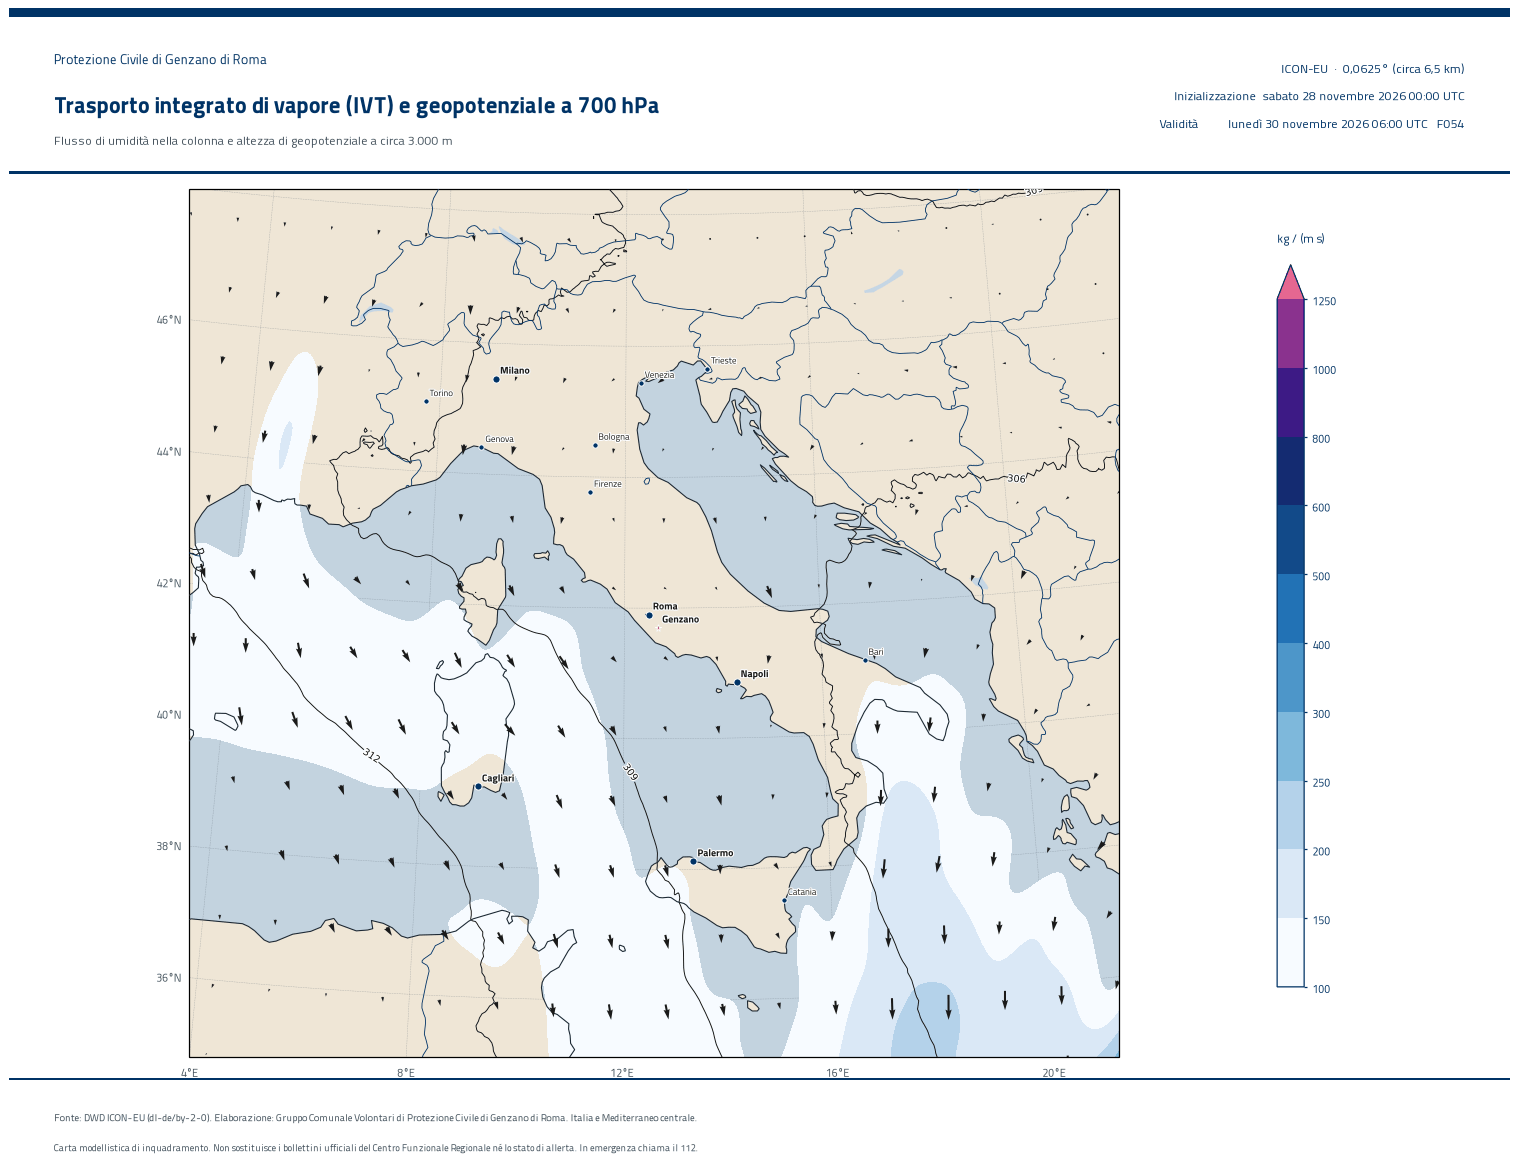 Protezione Civile di Genzano di Roma
Trasporto integrato di vapore (IVT) e geopotenziale a 700 hPa
Flusso di umidità nella colonna e altezza di geopotenziale a circa 3.000 m
ICON-EU · 0,0625° (circa 6,5 km)
Inizializzazione sabato 28 novembre 2026 00:00 UTC
Validità lunedì 30 novembre 2026 06:00 UTC F054
kg / (m s)
1250
1000
800
600
500
400
300
250
200
150
100
46°N
44°N
42°N
40°N
38°N
36°N
4°E
8°E
12°E
16°E
20°E
309
306
312
309
Milano
Torino
Venezia
Trieste
Genova
Bologna
Firenze
Roma
Genzano
Napoli
Bari
Cagliari
Palermo
Catania
Fonte: DWD ICON-EU (dl-de/by-2-0). Elaborazione: Gruppo Comunale Volontari di Protezione Civile di Genzano di Roma. Italia e Mediterraneo centrale.
Carta modellistica di inquadramento. Non sostituisce i bollettini ufficiali del Centro Funzionale Regionale né lo stato di allerta. In emergenza chiama il 112.